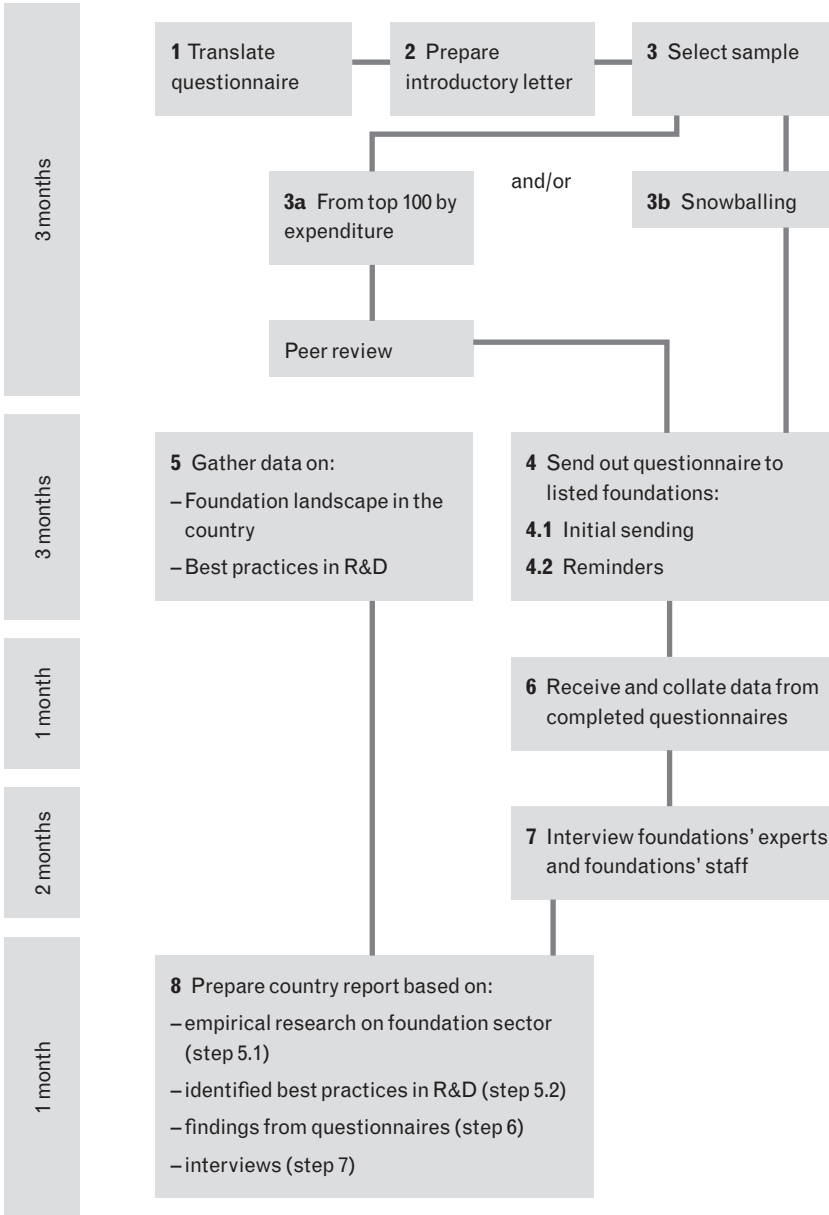 3 months
1 Translate
questionnaire
2 Prepare
introductory letter
3 Select sample
3a From top 100 by
expenditure
and/or
3b Snowballing
Peer review
3 months
5 Gather data on:
– Foundation landscape in the
country
– Best practices in R&D
4 Send out questionnaire to
listed foundations:
4.1 Initial sending
4.2 Reminders
1 month
6 Receive and collate data from
completed questionnaires
2 months
7 Interview foundations’ experts
and foundations’ staff
1 month
8 Prepare country report based on:
– empirical research on foundation sector
(step 5.1)
– identified best practices in R&D (step 5.2)
– findings from questionnaires (step 6)
– interviews (step 7)